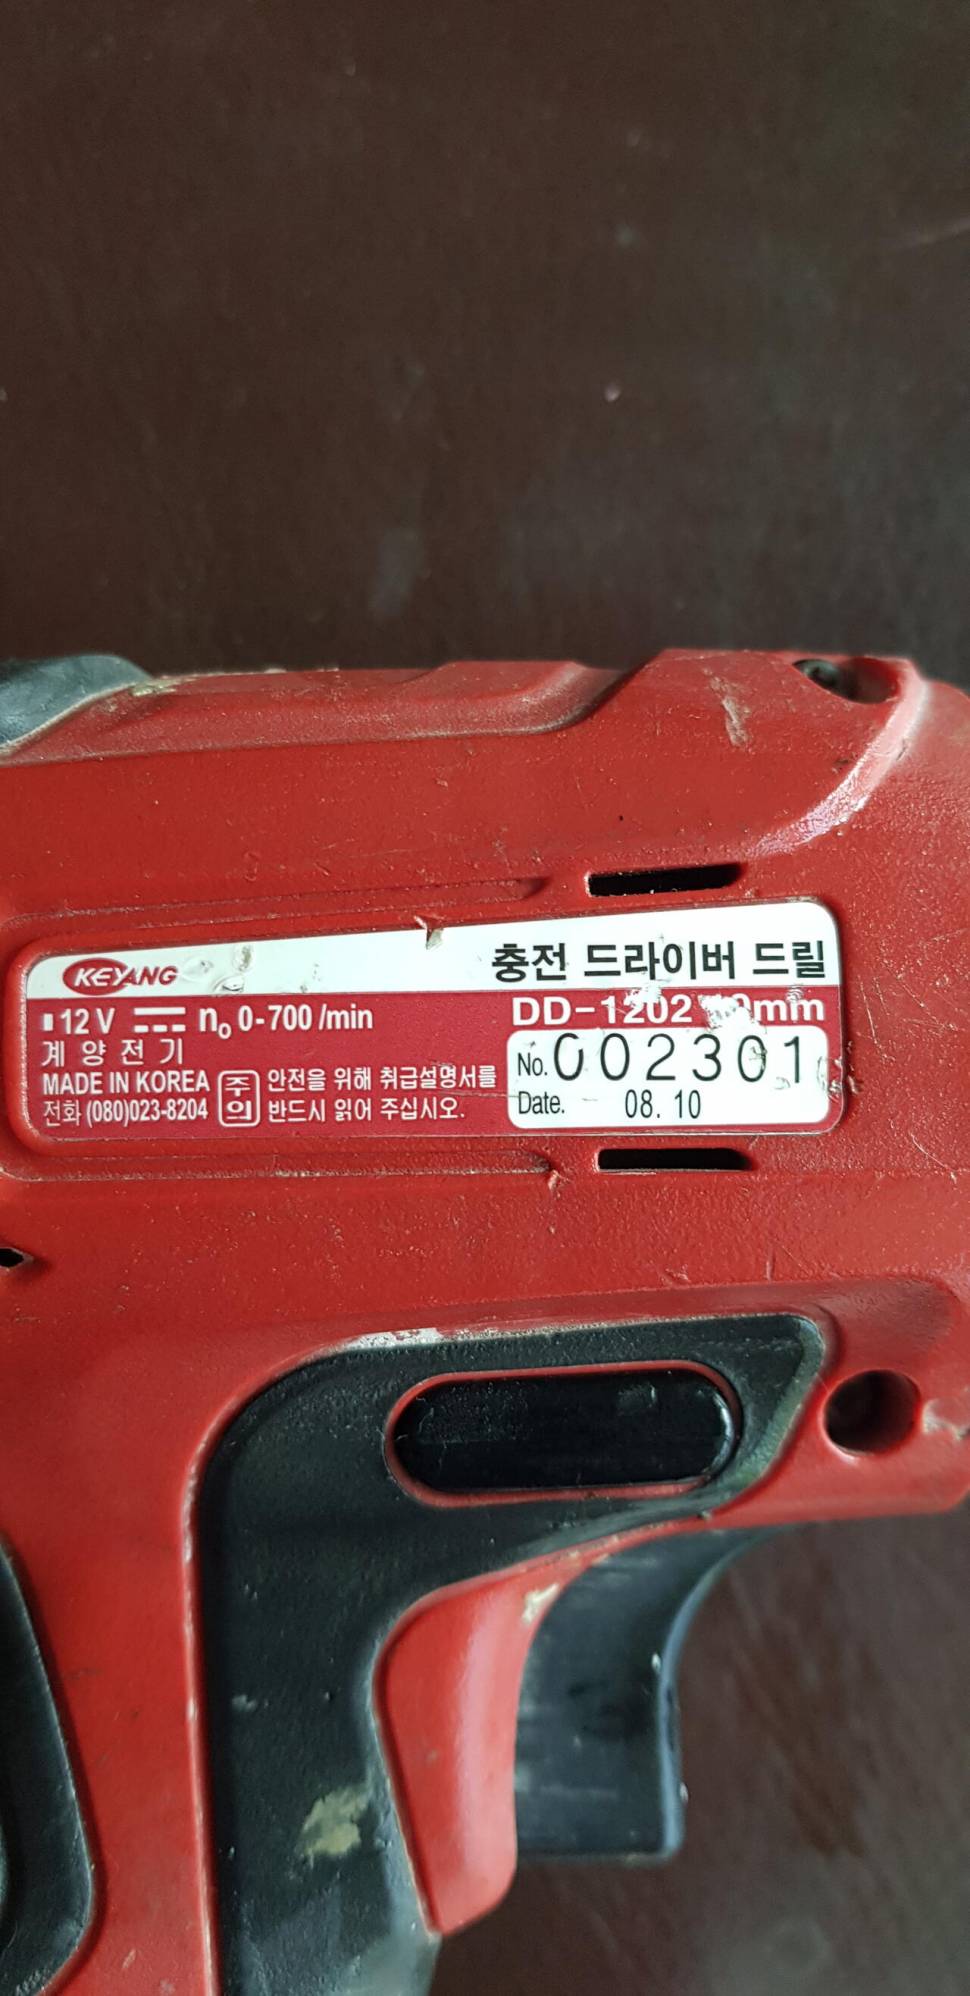 KEYANG 충전 드라이버 드릴
12 V n₀ 0-700 /min DD-1202 mm
계 양 전 기
MADE IN KOREA
전화 (080)023-8204
주의
안전을 위해 취급설명서를
반드시 읽어 주십시오.
No. 002301
Date. 08. 10